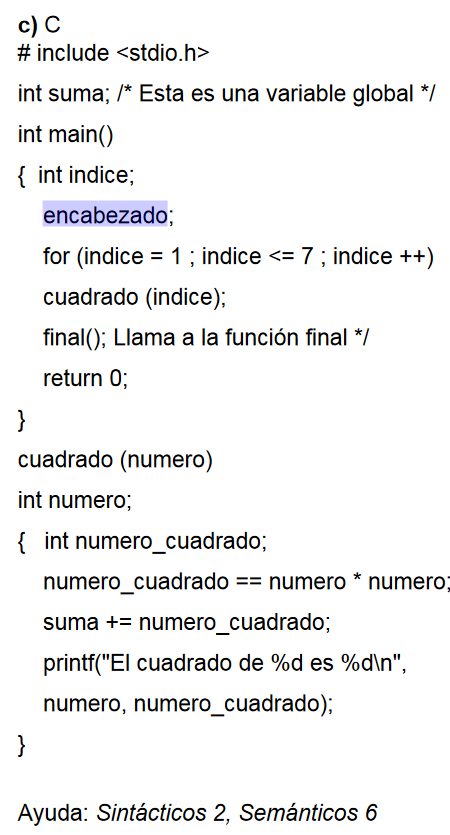 c) C
# include <stdio.h>
int suma; /* Esta es una variable global */
int main()
{ int indice;
encabezado;
for (indice = 1 ; indice <= 7 ; indice ++)
cuadrado (indice);
final(); Llama a la función final */
return 0;
}
cuadrado (numero)
int numero;
{ int numero_cuadrado;
numero_cuadrado == numero * numero;
suma += numero_cuadrado;
printf("El cuadrado de %d es %d\n",
numero, numero_cuadrado);
}
Ayuda: Sintácticos 2, Semánticos 6